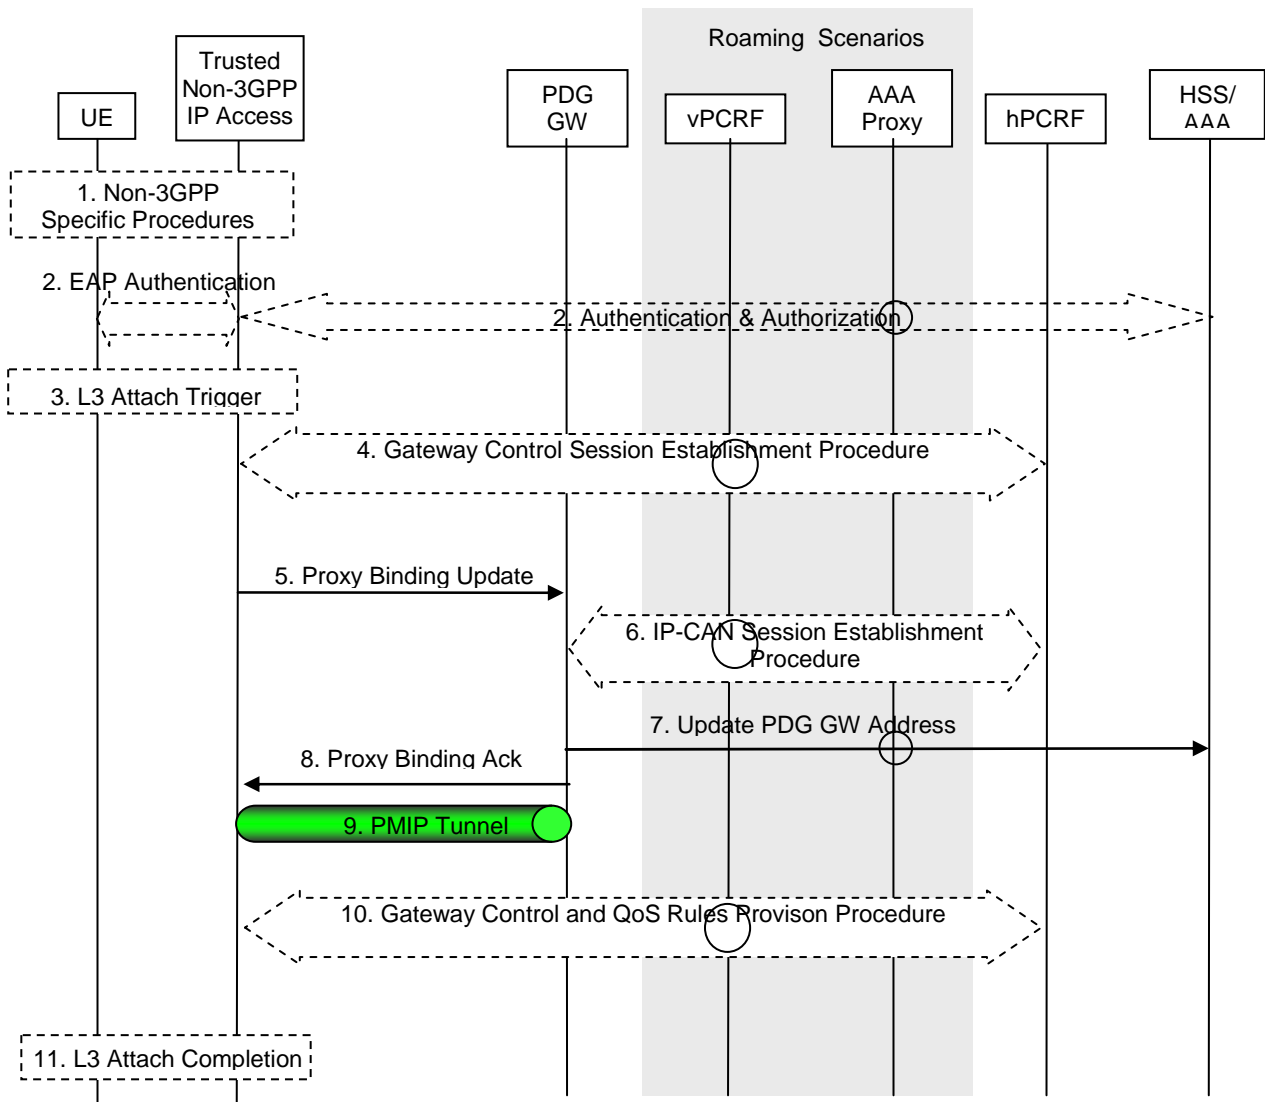 Roaming Scenarios
UE
Trusted
Non-3GPP
IP Access
PDG
GW
vPCRF
AAA
Proxy
hPCRF
HSS/
AAA
1. Non-3GPP
Specific Procedures
2. EAP Authentication
2. Authentication & Authorization
3. L3 Attach Trigger
4. Gateway Control Session Establishment Procedure
5. Proxy Binding Update
6. IP-CAN Session Establishment
Procedure
7. Update PDG GW Address
8. Proxy Binding Ack
9. PMIP Tunnel
10. Gateway Control and QoS Rules Provison Procedure
11. L3 Attach Completion